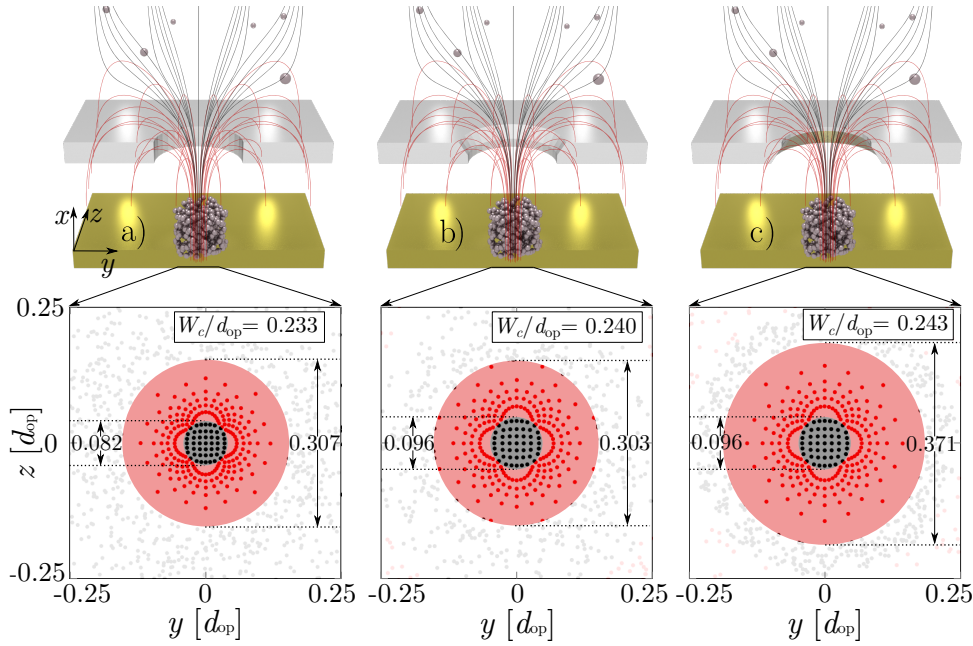 x
z
y
a)
b)
c)
W_c/d_op= 0.233
W_c/d_op= 0.240
W_c/d_op= 0.243
0.25
0.082
0.307
0.096
0.303
0.096
0.371
z [d_op]
0
-0.25
-0.25
0
0.25
-0.25
0
0.25
-0.25
0
0.25
y [d_op]
y [d_op]
y [d_op]